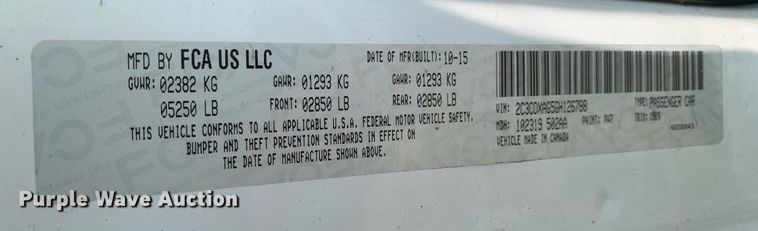 MFD BY FCA US LLC
DATE OF MFR(BUILT): 10-15
GVWR: 02382 KG
GAWR: 01293 KG
GAWR: 01293 KG
05250 LB
FRONT: 02850 LB
REAR: 02850 LB
THIS VEHICLE CONFORMS TO ALL APPLICABLE U.S.A. FEDERAL MOTOR VEHICLE SAFETY,
BUMPER AND THEFT PREVENTION STANDARDS IN EFFECT ON
THE DATE OF MANUFACTURE SHOWN ABOVE.
VIN: 2C3CDXAG5GH126788
TYPE: PASSENGER CAR
MDH: 102319 502AA
PAINT: PW7
TRIM:
VEHICLE MADE IN CANADA
Purple Wave Auction